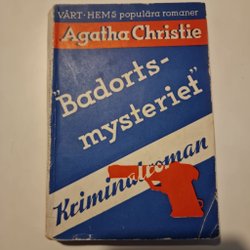 VÅRT-HEMS populära romaner
Agatha Christie
"Badorts-
mysteriet"
Kriminalroman